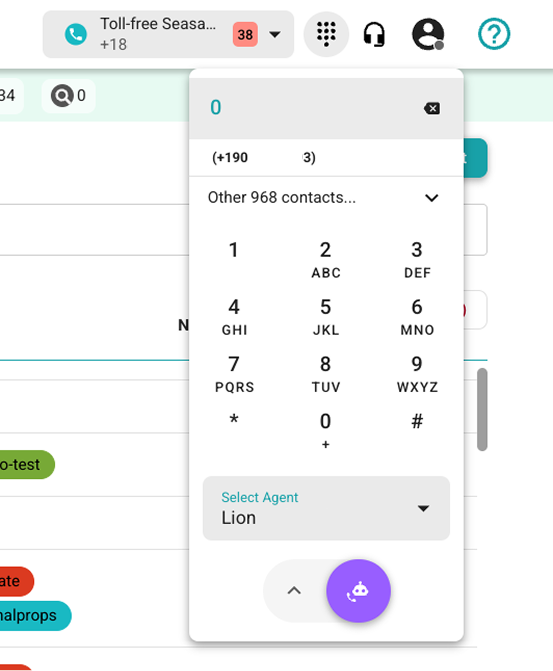 Toll-free Seasa...
+18
38
34
0
0
(+190 3)
Other 968 contacts...
1
2
ABC
3
DEF
4
GHI
5
JKL
6
MNO
7
PQRS
8
TUV
9
WXYZ
*
0
+
#
N
o-test
Select Agent
Lion
ate
nalprops